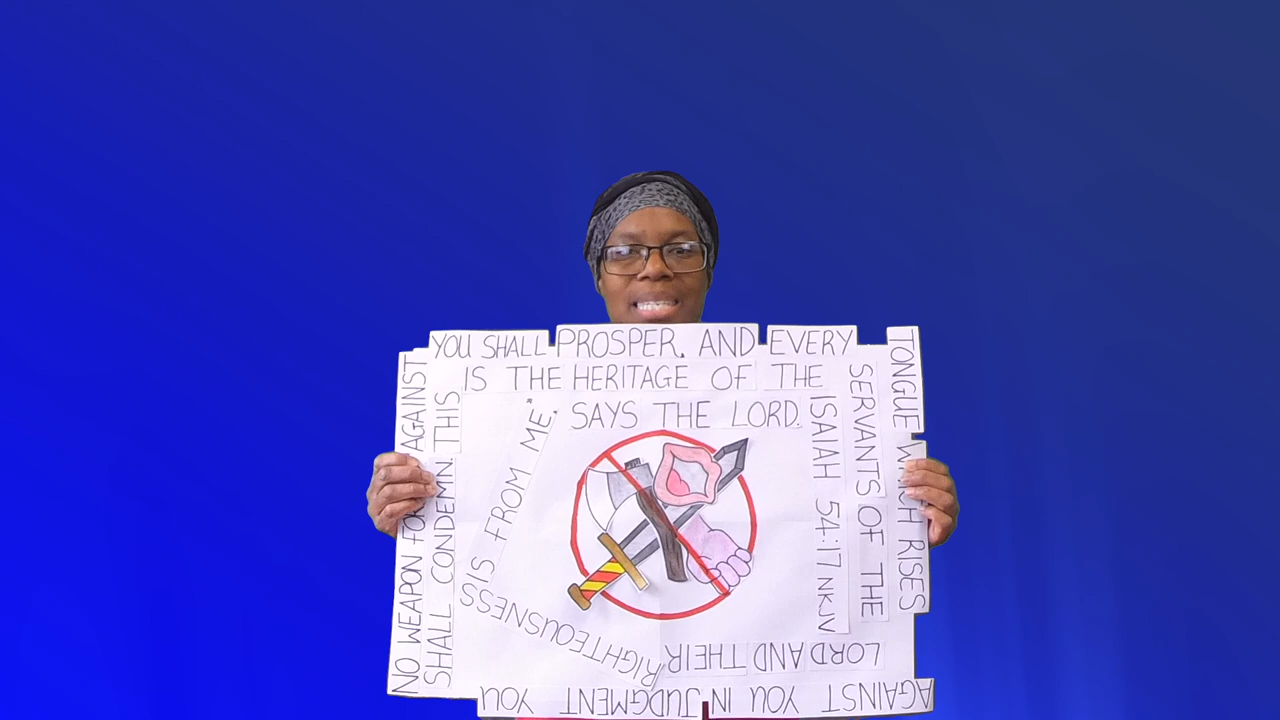 NO WEAPON AGAINST
YOU SHALL PROSPER, AND EVERY
TONGUE WHICH RISES
AGAINST YOU IN JUDGMENT YOU
SHALL CONDEMN. THIS
IS THE HERITAGE OF THE
SERVANTS OF THE
LORD AND THEIR
RIGHTEOUSNESS
IS FROM ME,"
SAYS THE LORD.
ISAIAH 54:17 NKJV